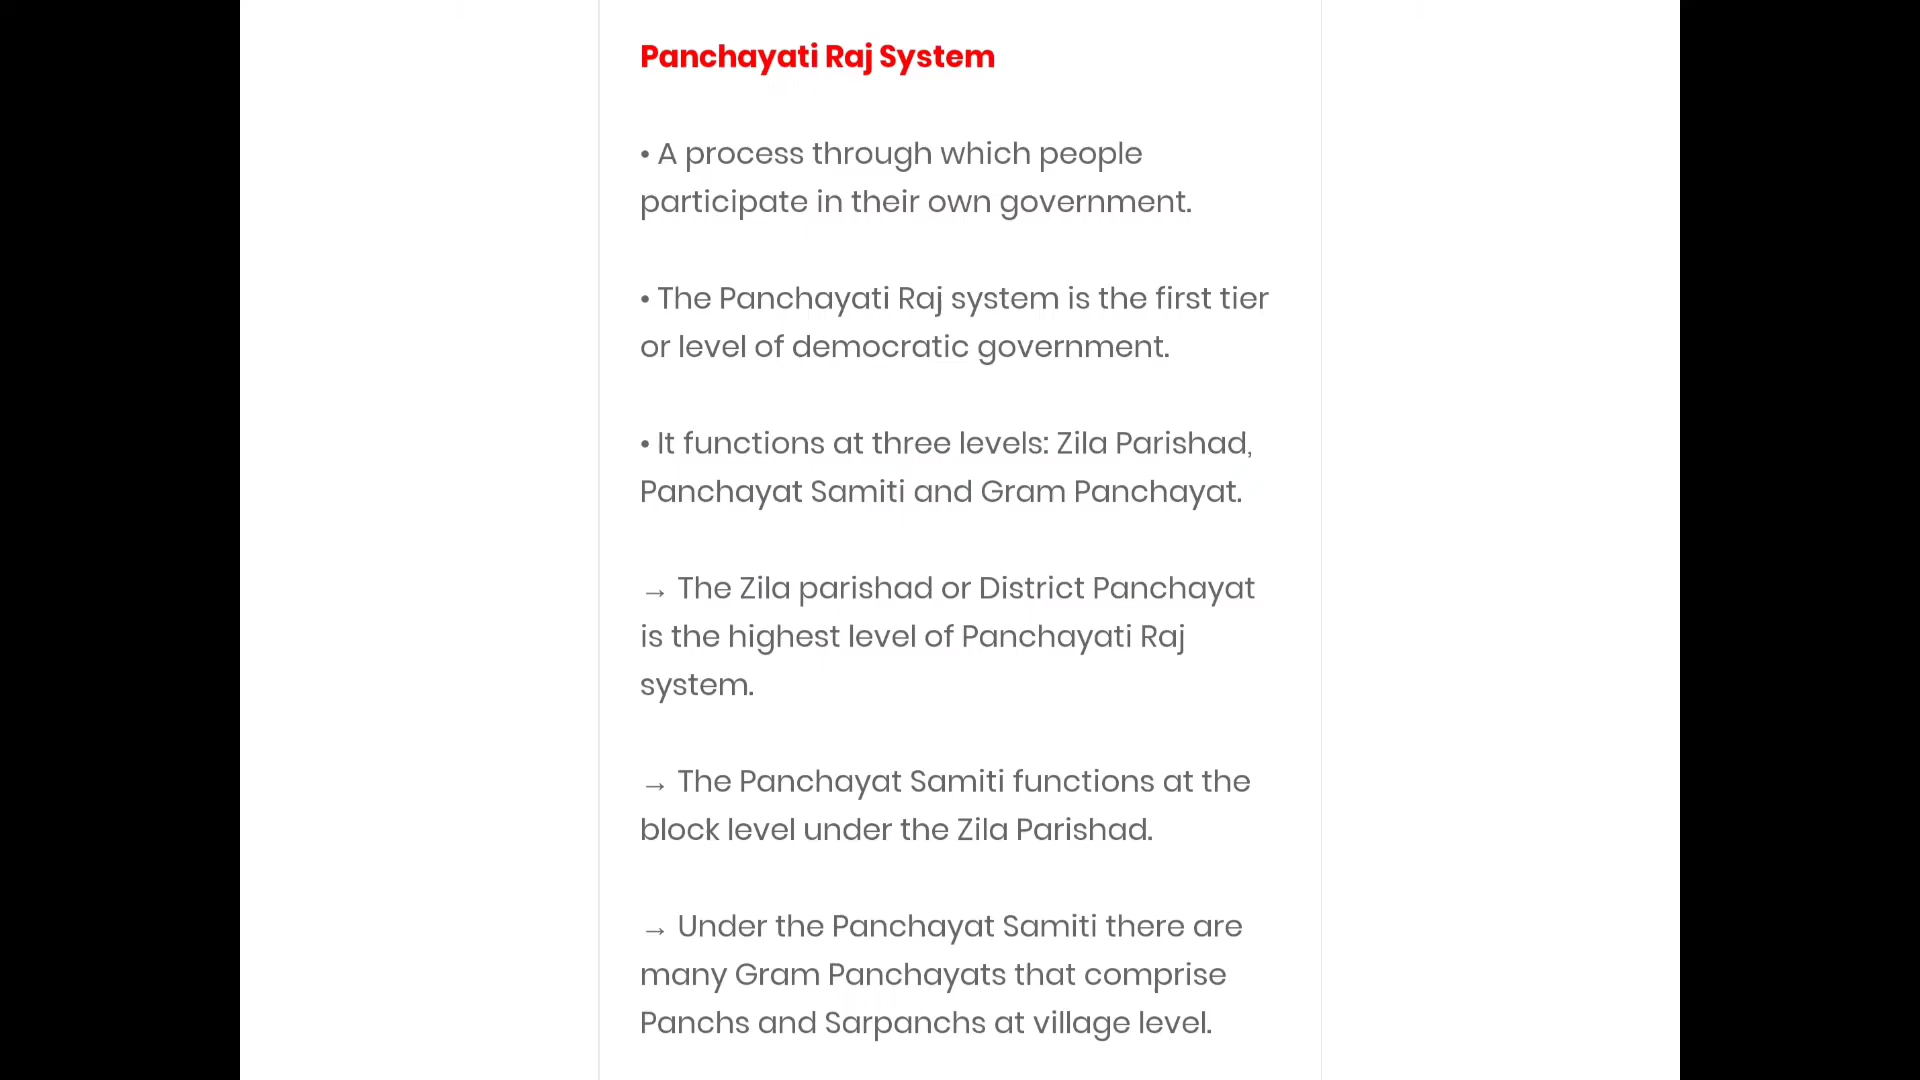 Panchayati Raj System
• A process through which people
participate in their own government.
• The Panchayati Raj system is the first tier
or level of democratic government.
• It functions at three levels: Zila Parishad,
Panchayat Samiti and Gram Panchayat.
→ The Zila parishad or District Panchayat
is the highest level of Panchayati Raj
system.
→ The Panchayat Samiti functions at the
block level under the Zila Parishad.
→ Under the Panchayat Samiti there are
many Gram Panchayats that comprise
Panchs and Sarpanchs at village level.